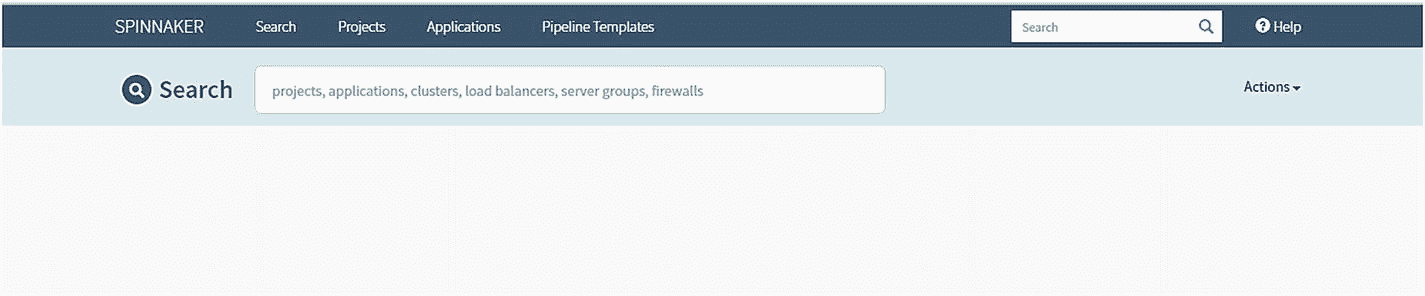 SPINNAKER Search Projects Applications Pipeline Templates Search Help
Search projects, applications, clusters, load balancers, server groups, firewalls Actions